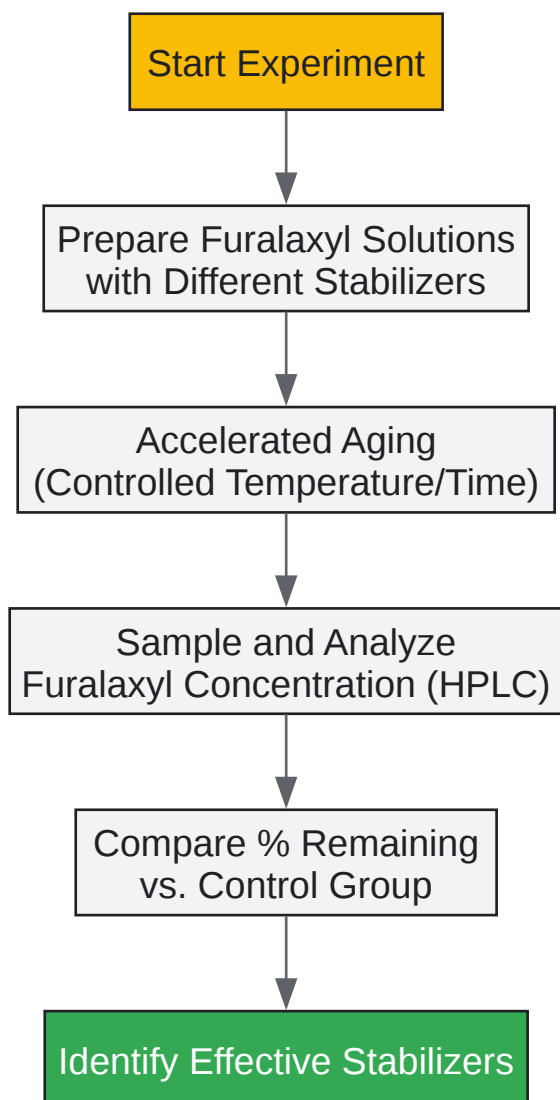 Start Experiment
Prepare Furalaxyl Solutions
with Different Stabilizers
Accelerated Aging
(Controlled Temperature/Time)
Sample and Analyze
Furalaxyl Concentration (HPLC)
Compare % Remaining
vs. Control Group
Identify Effective Stabilizers